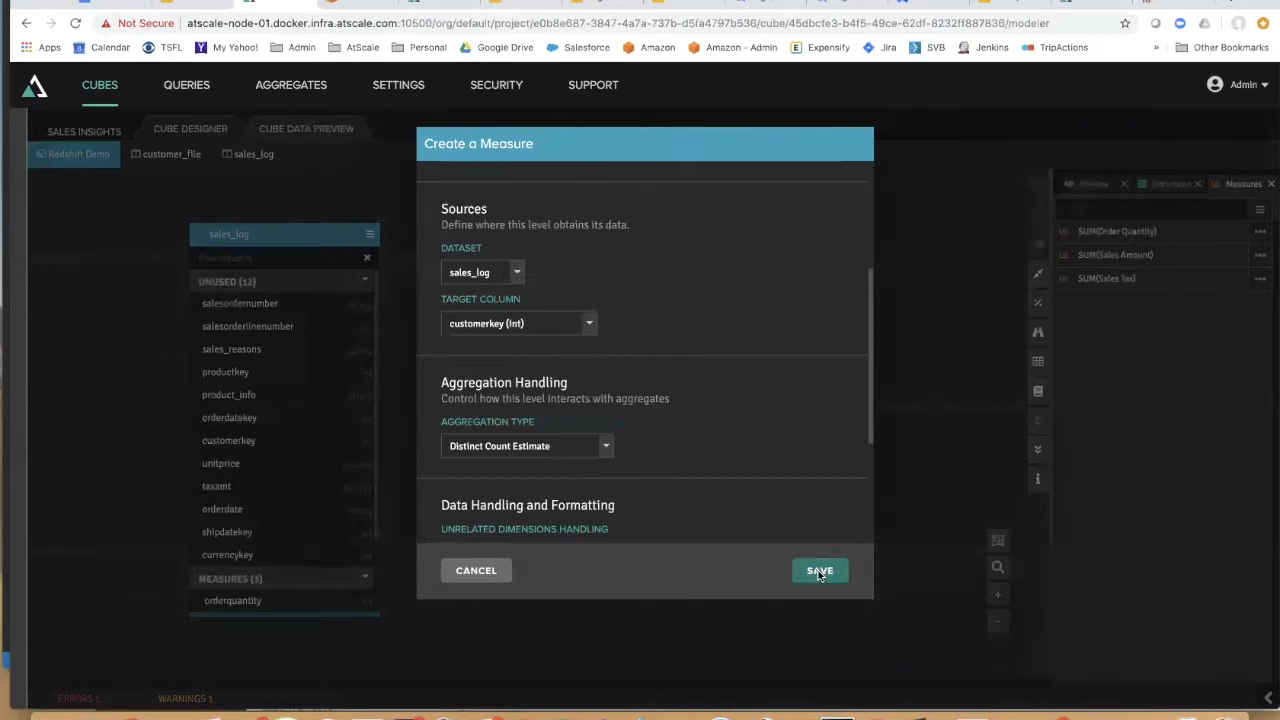 Not Secure atscale-node-01.docker.infra.atscale.com:10500/org/default/project/e0b8e687-3847-4a7a-737b-d5fa4797b536/cube/45dbcfe3-b4f5-49ce-62df-8232ff887836/modeler
Apps Calendar TSFL My Yahoo! Admin AtScale Personal Google Drive Salesforce Amazon Amazon - Admin Expensify Jira SVB Jenkins TripActions » Other Bookmarks
CUBES QUERIES AGGREGATES SETTINGS SECURITY SUPPORT Admin
SALES INSIGHTS CUBE DESIGNER CUBE DATA PREVIEW
Redshift Demo customer_file sales_log
Create a Measure
Preview Dimension Measures
Sources
Define where this level obtains its data.
DATASET
sales_log
TARGET COLUMN
customerkey (Int)
Aggregation Handling
Control how this level interacts with aggregates
AGGREGATION TYPE
Distinct Count Estimate
Data Handling and Formatting
UNRELATED DIMENSIONS HANDLING
CANCEL SAVE
sales_log
UNUSED (12)
salesordernumber
salesorderlinenumber
sales_reasons
productkey
product_info
orderdatekey
customerkey
unitprice
taxamt
orderdate
shipdatekey
currencykey
MEASURES (3)
orderquantity
SUM(Order Quantity)
SUM(Sales Amount)
SUM(Sales Tax)
ERRORS 1 WARNINGS 1